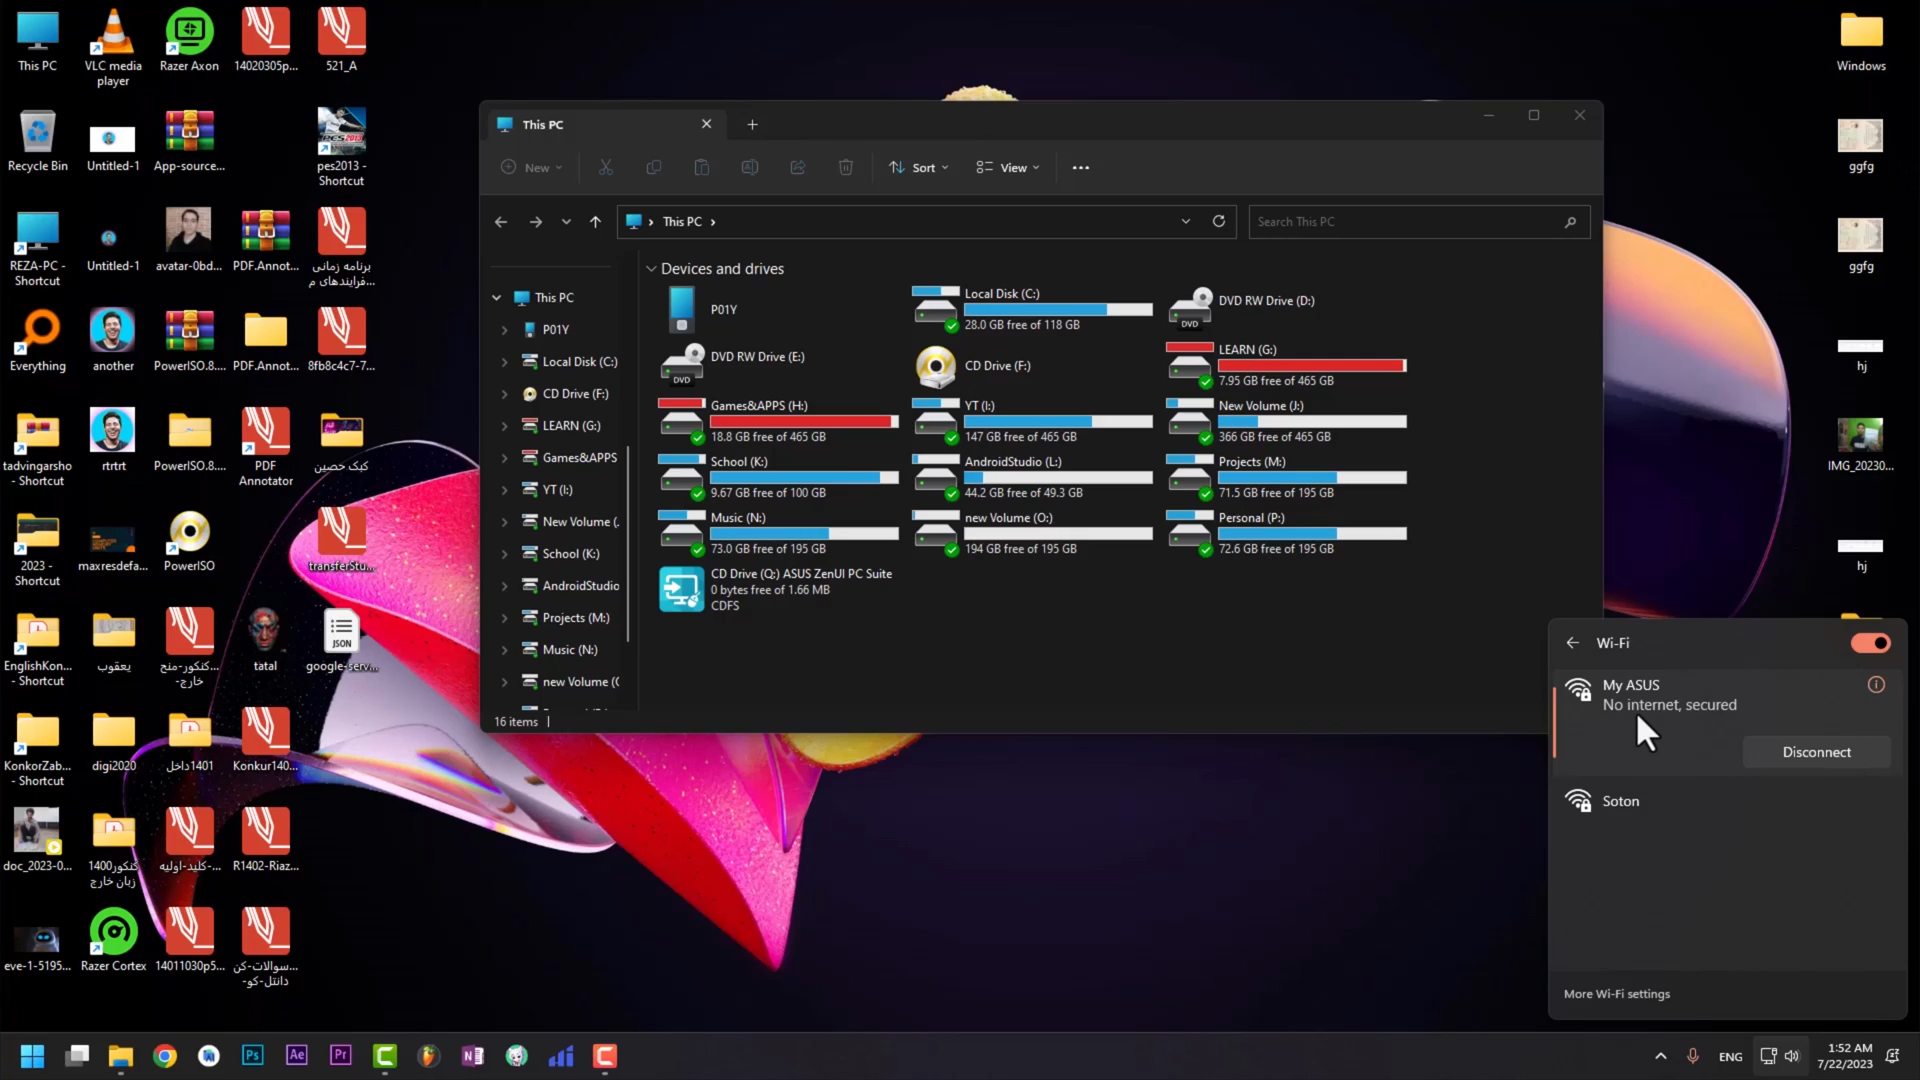 This PC
VLC media
player
Razer Axon
14020305p...
521_A
Recycle Bin
Untitled-1
App-source...
pes2013 -
Shortcut
REZA-PC -
Shortcut
Untitled-1
avatar-0bd...
PDF.Annot...
برنامه زمانی
فرایندهای م...
Everything
another
PowerISO.8....
PDF.Annot...
8fb8c4c7-7...
tadvingarsho
- Shortcut
rtrtrt
PowerISO.8....
PDF
Annotator
کیک حصین
2023 -
Shortcut
maxresdefa...
PowerISO
transferStu...
EnglishKon...
- Shortcut
یعقوب
...کنکور-منح
خارج-
tatal
JSON
google-serv...
KonkorZab...
- Shortcut
digi2020
1401داخل
Konkur140...
doc_2023-0...
کنکور1400
زبان خارج
...-کلید-اولیه
R1402-Riaz...
eve-1-5195...
Razer Cortex
14011030p5...
...سوالات-کن
دانتل-کو-
This PC
New
Sort
View
This PC
Search This PC
This PC
P01Y
Local Disk (C:)
CD Drive (F:)
LEARN (G:)
Games&APPS
YT (I:)
New Volume (
School (K:)
AndroidStudio
Projects (M:)
Music (N:)
new Volume (
Devices and drives
P01Y
Local Disk (C:)
28.0 GB free of 118 GB
DVD RW Drive (D:)
DVD
DVD RW Drive (E:)
DVD
CD Drive (F:)
LEARN (G:)
7.95 GB free of 465 GB
Games&APPS (H:)
18.8 GB free of 465 GB
YT (I:)
147 GB free of 465 GB
New Volume (J:)
366 GB free of 465 GB
School (K:)
9.67 GB free of 100 GB
AndroidStudio (L:)
44.2 GB free of 49.3 GB
Projects (M:)
71.5 GB free of 195 GB
Music (N:)
73.0 GB free of 195 GB
new Volume (O:)
194 GB free of 195 GB
Personal (P:)
72.6 GB free of 195 GB
CD Drive (Q:) ASUS ZenUI PC Suite
0 bytes free of 1.66 MB
CDFS
16 items
Windows
ggfg
ggfg
hj
IMG_20230...
hj
Wi-Fi
My ASUS
No internet, secured
Disconnect
Soton
More Wi-Fi settings
Ps
Ae
Pr
N
C
ENG
1:52 AM
7/22/2023